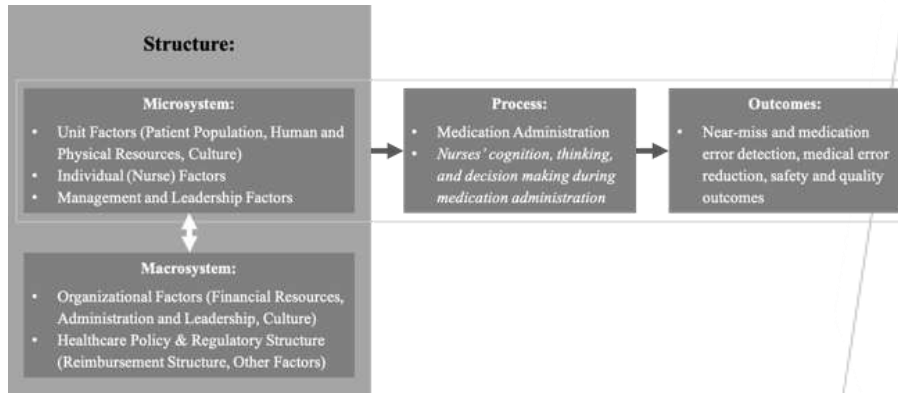 Structure:
Microsystem:
• Unit Factors (Patient Population, Human and
Physical Resources, Culture)
• Individual (Nurse) Factors
• Management and Leadership Factors
Process:
• Medication Administration
• Nurses' cognition, thinking,
and decision making during
medication administration
Outcomes:
• Near-miss and medication
error detection, medical error
reduction, safety and quality
outcomes
Macrosystem:
• Organizational Factors (Financial Resources,
Administration and Leadership, Culture)
• Healthcare Policy & Regulatory Structure
(Reimbursement Structure, Other Factors)